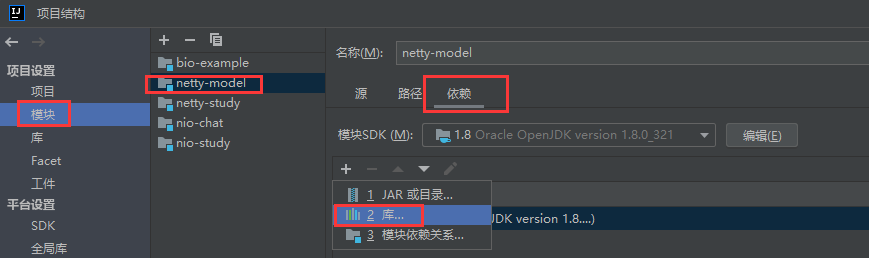 项目结构
项目设置
项目
模块
库
Facet
工件
平台设置
SDK
全局库
bio-example
netty-model
netty-study
nio-chat
nio-study
名称(M): netty-model
源 路径 依赖
模块SDK (M): 1.8 Oracle OpenJDK version 1.8.0_321 编辑(E)
1 JAR 或目录...
2 库... JDK version 1.8....)
3 模块依赖关系...